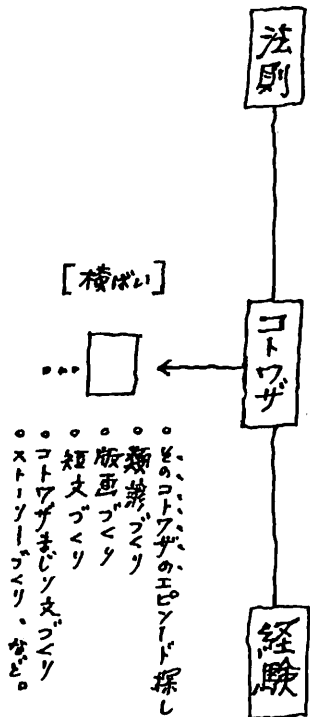 法則
コトワザ
経験
[横ばい]
…
。そのコトワザのエピソード探し
。類義づくり
。版画づくり
。短文づくり
。コトワザまじり文づくり
。ストーリーづくり、など。